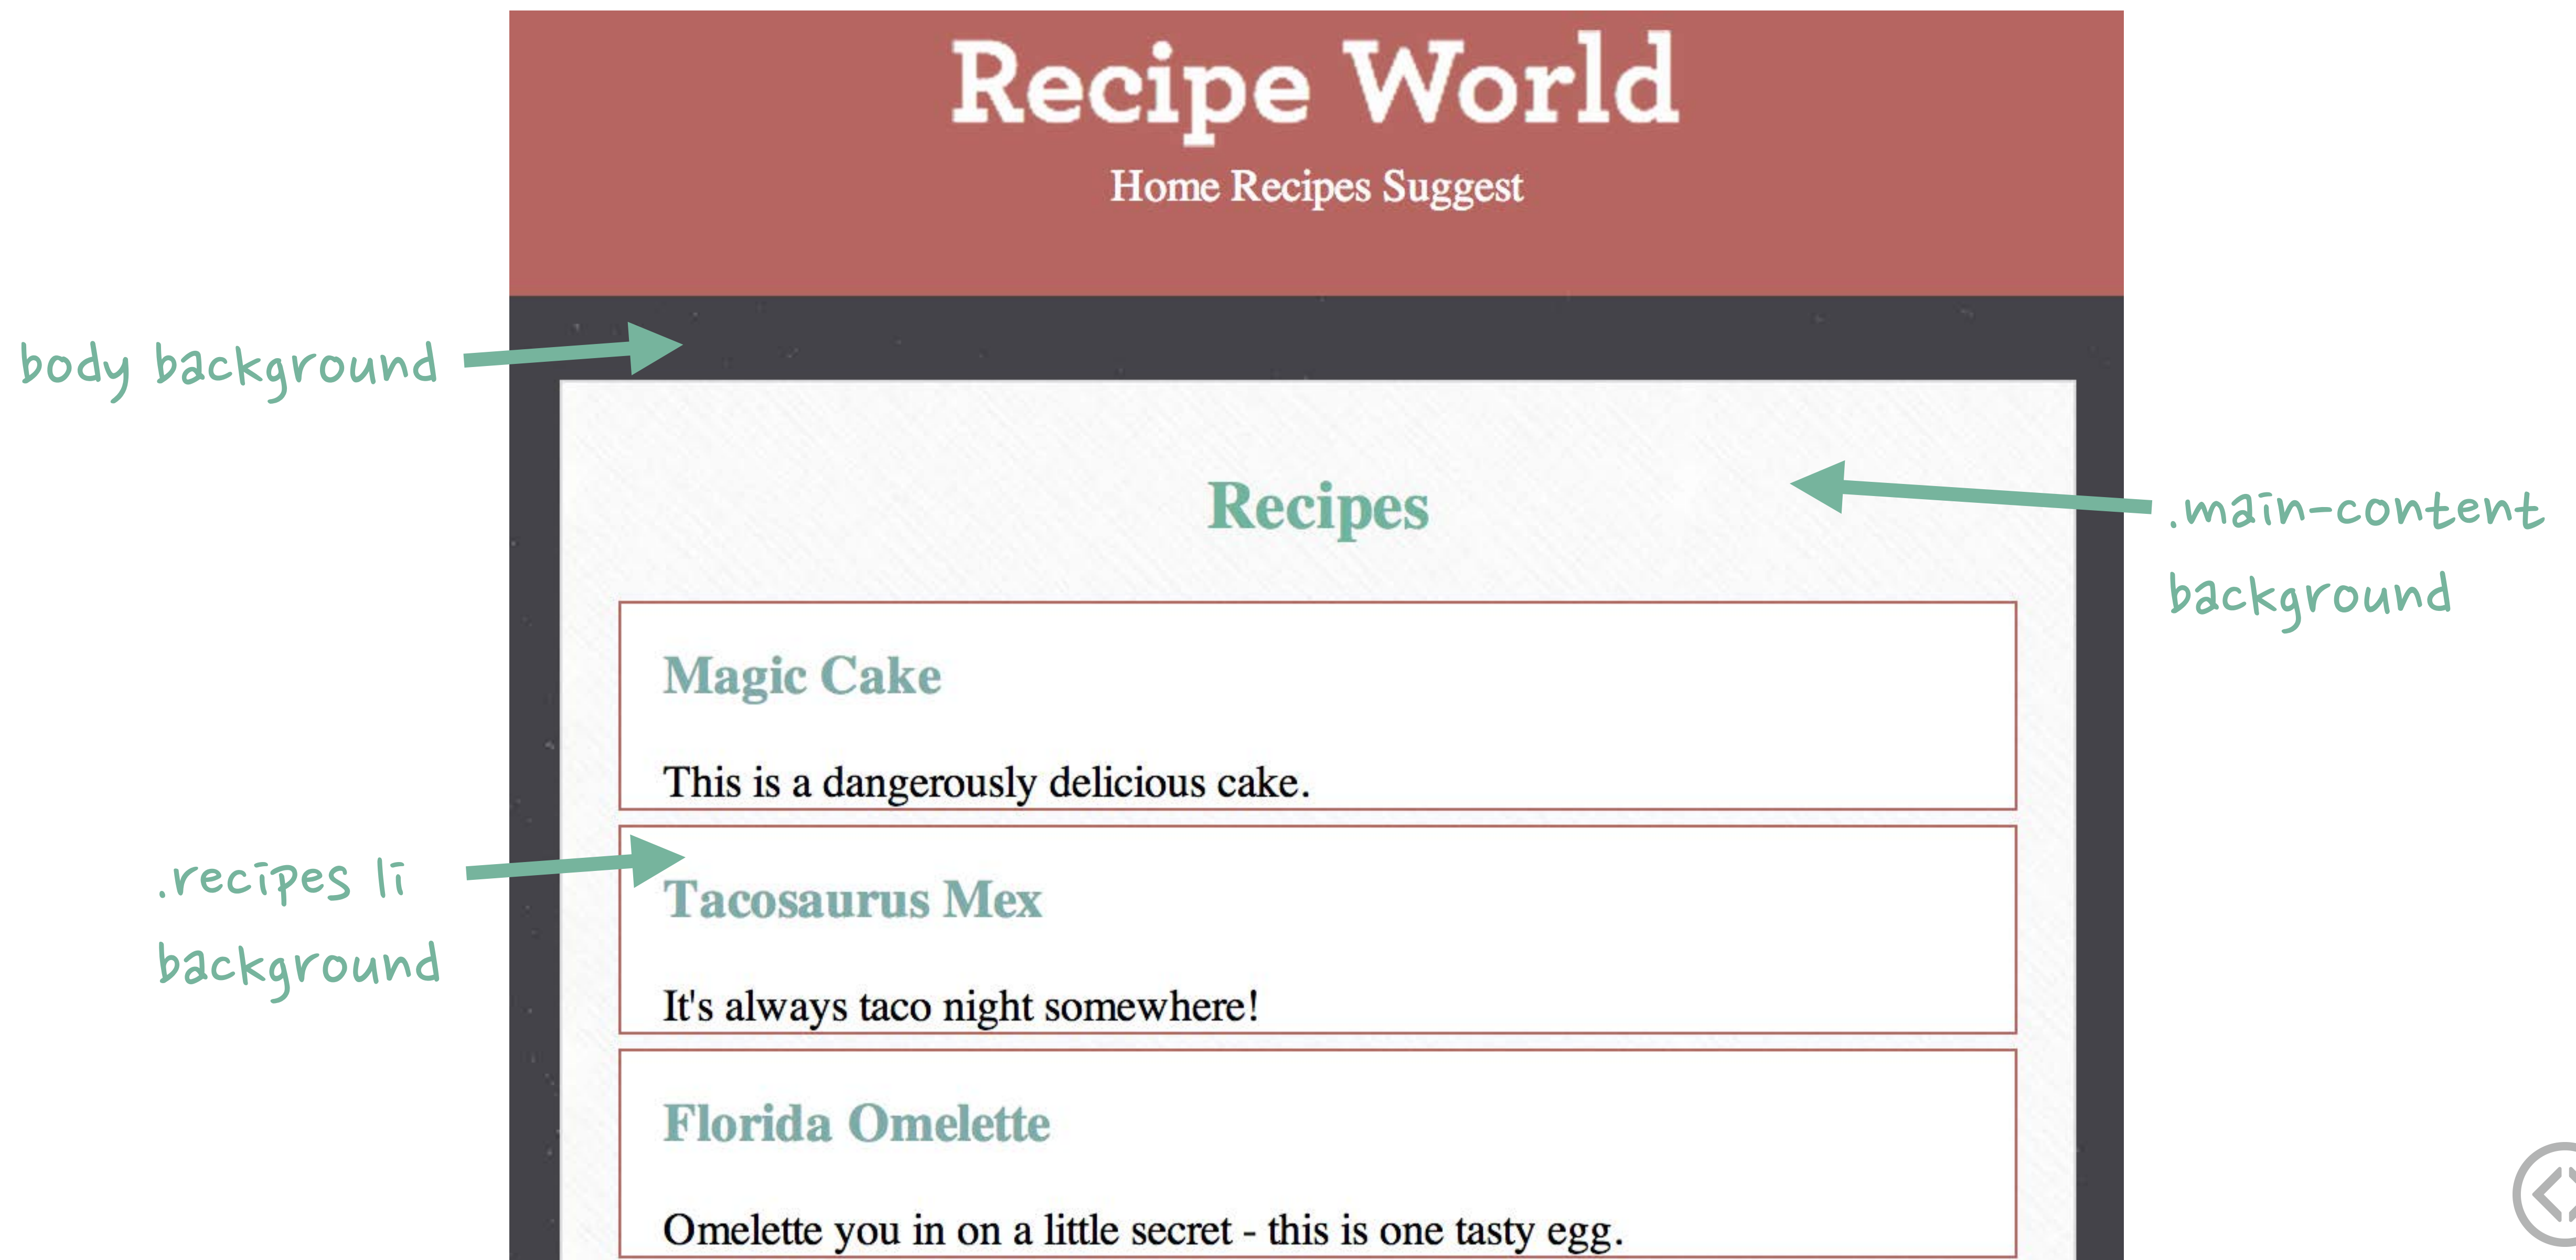 Recipe World
Home Recipes Suggest
body background
Recipes
.main-content
background
Magic Cake
This is a dangerously delicious cake.
.recipes li
background
Tacosaurus Mex
It's always taco night somewhere!
Florida Omelette
Omelette you in on a little secret - this is one tasty egg.